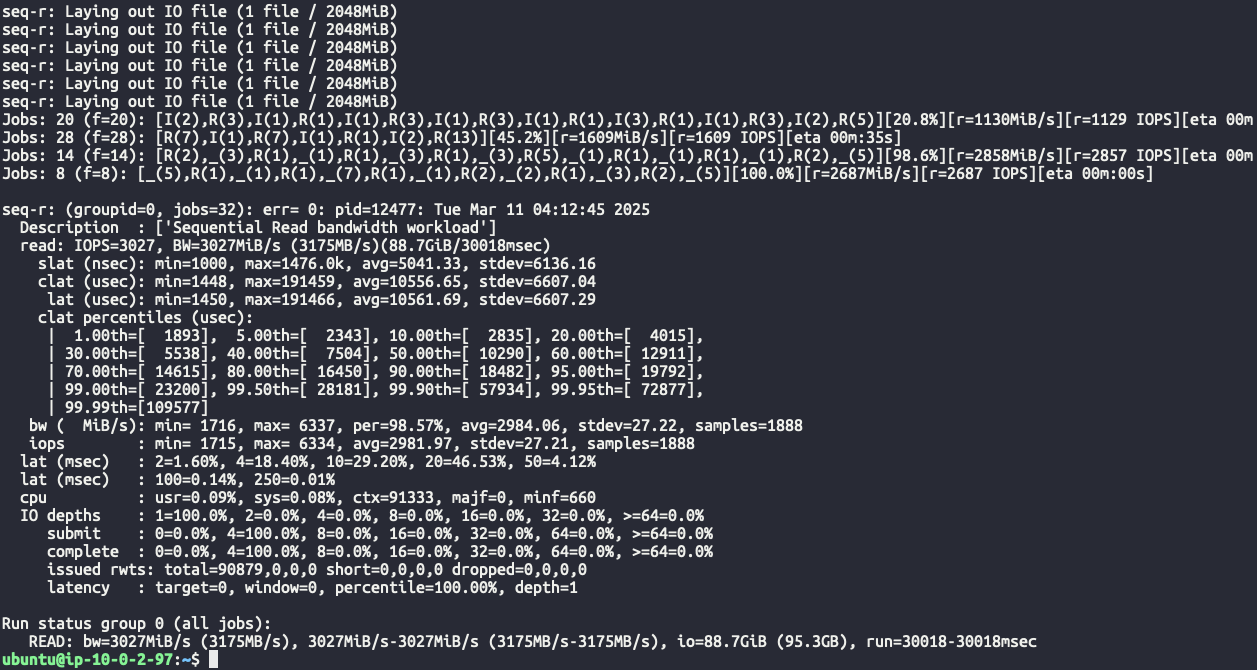 seq-r: Laying out IO file (1 file / 2048MiB)
seq-r: Laying out IO file (1 file / 2048MiB)
seq-r: Laying out IO file (1 file / 2048MiB)
seq-r: Laying out IO file (1 file / 2048MiB)
seq-r: Laying out IO file (1 file / 2048MiB)
seq-r: Laying out IO file (1 file / 2048MiB)
Jobs: 20 (f=20): [I(2),R(3),I(1),R(1),I(1),R(3),I(1),R(3),I(1),R(1),I(3),R(1),I(1),R(3),I(2),R(5)][20.8%][r=1130MiB/s][r=1129 IOPS][eta 00m
Jobs: 28 (f=28): [R(7),I(1),R(7),I(1),R(1),I(2),R(13)][45.2%][r=1609MiB/s][r=1609 IOPS][eta 00m:35s]
Jobs: 14 (f=14): [R(2),_(3),R(1),_(1),R(1),_(3),R(1),_(3),R(5),_(1),R(1),_(1),R(1),_(1),R(2),_(5)][98.6%][r=2858MiB/s][r=2857 IOPS][eta 00m
Jobs: 8 (f=8): [_(5),R(1),_(1),R(1),_(7),R(1),_(1),R(2),_(2),R(1),_(3),R(2),_(5)][100.0%][r=2687MiB/s][r=2687 IOPS][eta 00m:00s]
seq-r: (groupid=0, jobs=32): err= 0: pid=12477: Tue Mar 11 04:12:45 2025
  Description  : ['Sequential Read bandwidth workload']
  read: IOPS=3027, BW=3027MiB/s (3175MB/s)(88.7GiB/30018msec)
    slat (nsec): min=1000, max=1476.0k, avg=5041.33, stdev=6136.16
    clat (usec): min=1448, max=191459, avg=10556.65, stdev=6607.04
     lat (usec): min=1450, max=191466, avg=10561.69, stdev=6607.29
    clat percentiles (usec):
     |  1.00th=[  1893],  5.00th=[  2343], 10.00th=[  2835], 20.00th=[  4015],
     | 30.00th=[  5538], 40.00th=[  7504], 50.00th=[ 10290], 60.00th=[ 12911],
     | 70.00th=[ 14615], 80.00th=[ 16450], 90.00th=[ 18482], 95.00th=[ 19792],
     | 99.00th=[ 23200], 99.50th=[ 28181], 99.90th=[ 57934], 99.95th=[ 72877],
     | 99.99th=[109577]
   bw (  MiB/s): min= 1716, max= 6337, per=98.57%, avg=2984.06, stdev=27.22, samples=1888
   iops        : min= 1715, max= 6334, avg=2981.97, stdev=27.21, samples=1888
  lat (msec)   : 2=1.60%, 4=18.40%, 10=29.20%, 20=46.53%, 50=4.12%
  lat (msec)   : 100=0.14%, 250=0.01%
  cpu          : usr=0.09%, sys=0.08%, ctx=91333, majf=0, minf=660
  IO depths    : 1=100.0%, 2=0.0%, 4=0.0%, 8=0.0%, 16=0.0%, 32=0.0%, >=64=0.0%
     submit    : 0=0.0%, 4=100.0%, 8=0.0%, 16=0.0%, 32=0.0%, 64=0.0%, >=64=0.0%
     complete  : 0=0.0%, 4=100.0%, 8=0.0%, 16=0.0%, 32=0.0%, 64=0.0%, >=64=0.0%
     issued rwts: total=90879,0,0,0 short=0,0,0,0 dropped=0,0,0,0
     latency   : target=0, window=0, percentile=100.00%, depth=1
Run status group 0 (all jobs):
   READ: bw=3027MiB/s (3175MB/s), 3027MiB/s-3027MiB/s (3175MB/s-3175MB/s), io=88.7GiB (95.3GB), run=30018-30018msec
ubuntu@ip-10-0-2-97:~$